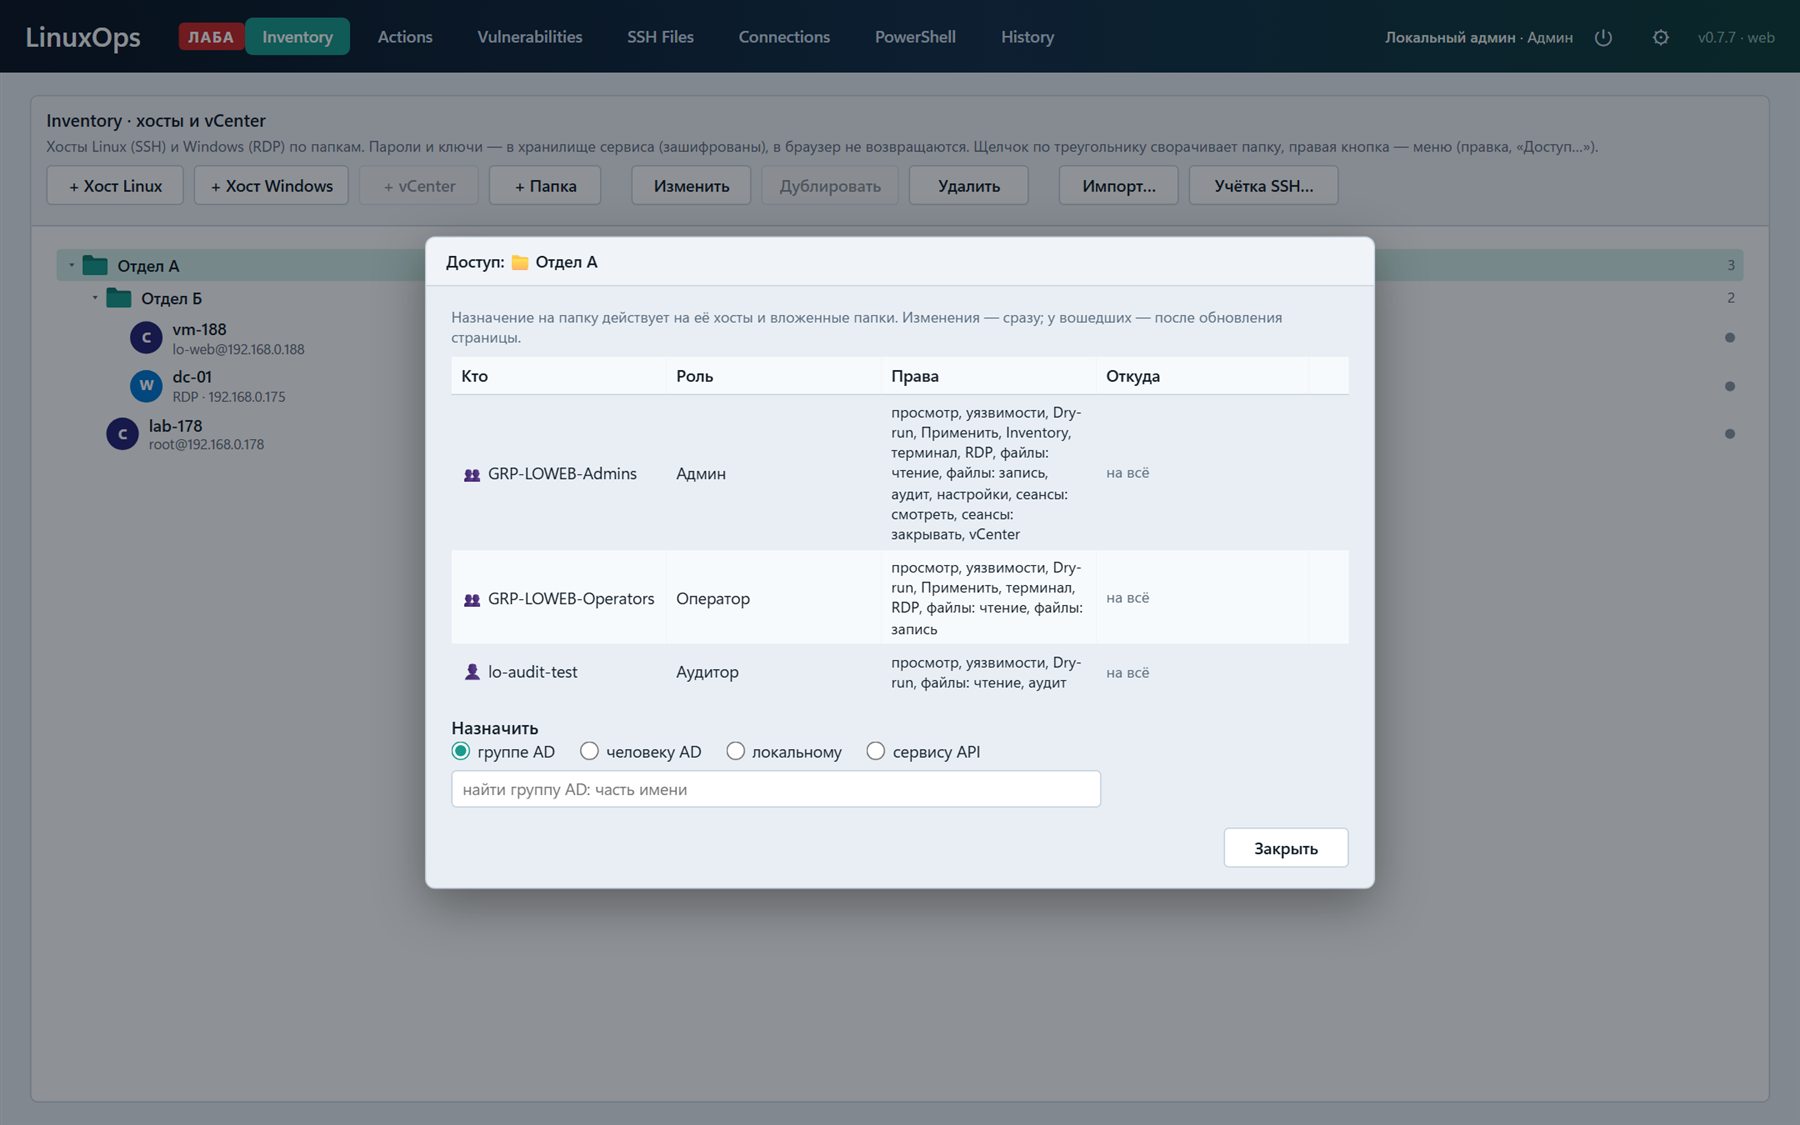 LinuxOps
ЛАБА Inventory Actions Vulnerabilities SSH Files Connections PowerShell History
Локальный админ · Админ
v0.7.7 · web
Inventory · хосты и vCenter
Хосты Linux (SSH) и Windows (RDP) по папкам. Пароли и ключи — в хранилище сервиса (зашифрованы), в браузер не возвращаются. Щелчок по треугольнику сворачивает папку, правая кнопка — меню (правка, «Доступ...»).
+ Хост Linux + Хост Windows + vCenter + Папка Изменить Дублировать Удалить Импорт... Учётка SSH...
Отдел А 3
Отдел Б 2
C vm-188
lo-web@192.168.0.188
W dc-01
RDP · 192.168.0.175
C lab-178
root@192.168.0.178
Доступ: Отдел А
Назначение на папку действует на её хосты и вложенные папки. Изменения — сразу; у вошедших — после обновления
страницы.
Кто Роль Права Откуда
GRP-LOWEB-Admins Админ
просмотр, уязвимости, Dry-
run, Применить, Inventory,
терминал, RDP, файлы:
чтение, файлы: запись,
аудит, настройки, сеансы:
смотреть, сеансы:
закрывать, vCenter
на всё
GRP-LOWEB-Operators Оператор
просмотр, уязвимости, Dry-
run, Применить, терминал,
RDP, файлы: чтение, файлы:
запись
на всё
lo-audit-test Аудитор
просмотр, уязвимости, Dry-
run, файлы: чтение, аудит
на всё
Назначить
группе AD человеку AD локальному сервису API
найти группу AD: часть имени
Закрыть